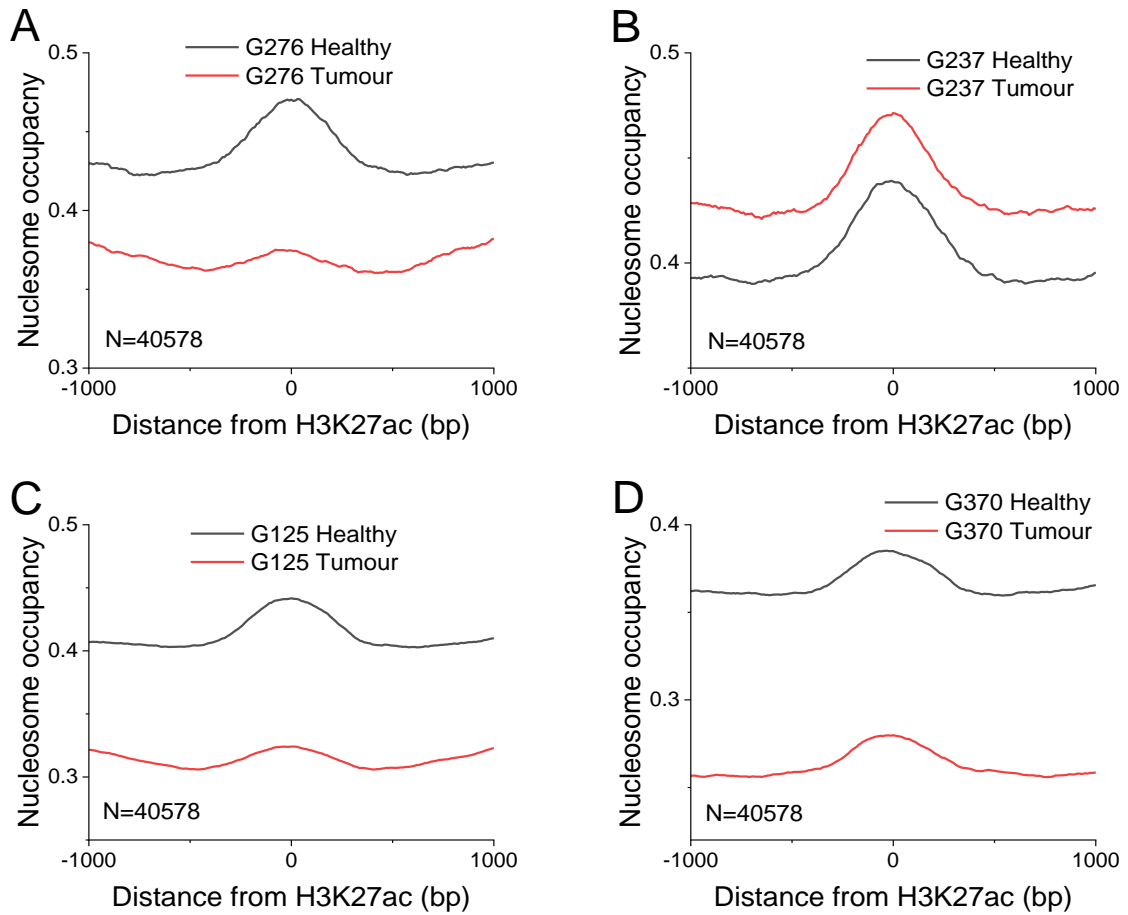 A
G276 Healthy
G276 Tumour
0.5
0.4
0.3
Nuclesome occupacny
N=40578
-1000
0
1000
Distance from H3K27ac (bp)
B
G237 Healthy
G237 Tumour
0.5
0.4
Nucleosome occupancy
N=40578
-1000
0
1000
Distance from H3K27ac (bp)
C
G125 Healthy
G125 Tumour
0.5
0.4
0.3
Nucleosome occupancy
N=40578
-1000
0
1000
Distance from H3K27ac (bp)
D
G370 Healthy
G370 Tumour
0.4
0.3
Nucleosome occupancy
N=40578
-1000
0
1000
Distance from H3K27ac (bp)